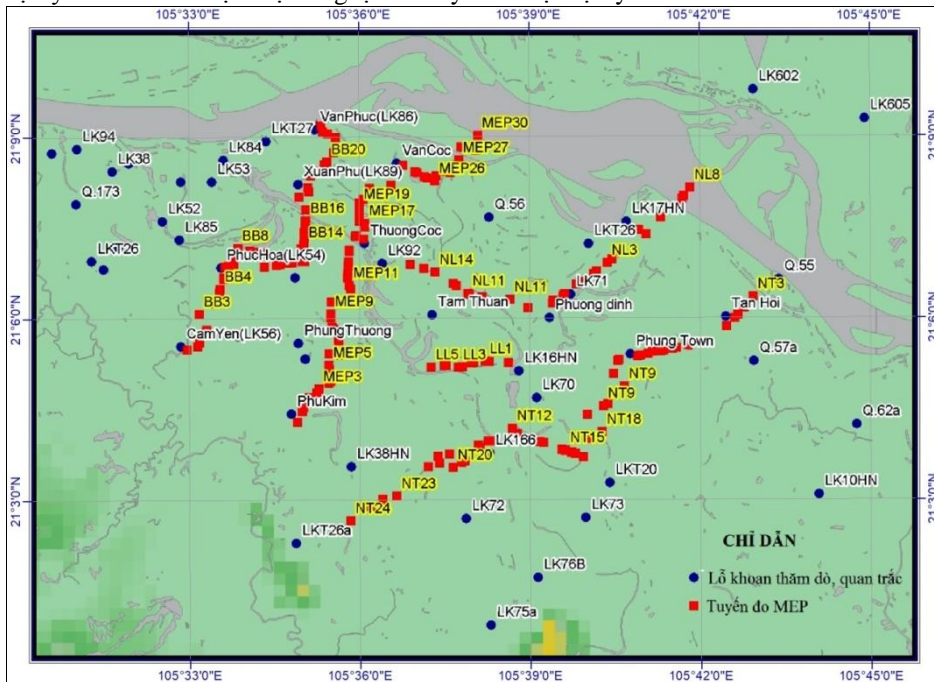 105°33'0"E 105°36'0"E 105°39'0"E 105°42'0"E 105°45'0"E
LK602
LK605
VanPhuc(LK86)
MEP30
21°9'0"N
21°9'0"N
LK94
LKT27
LK84
BB20
VanCoc
MEP27
LK38
LK53
XuanPhu(LK89)
MEP26
NL8
Q.173
MEP19
BB16
MEP17
Q.56
LK17HN
LK52
LK85
BB8
BB14
ThuongCoc
LKT26
LKT26
PhucHoa(LK54)
LK92
NL14
NL3
Q.55
BB4
MEP11
NL11
NL11
LK71
NT3
BB3
MEP9
Tam Thuan
Phuong dinh
Tan Hoi
21°6'0"N
21°6'0"N
CamYen(LK56)
PhungThuong
Phung Town
MEP5
LL5
LL3
LL1
LK16HN
Q.57a
MEP3
NT9
PhuKim
LK70
NT9
Q.62a
NT12
NT18
LK166
NT15
LK38HN
NT20
LKT20
LK10HN
21°3'0"N
21°3'0"N
NT23
NT24
LK72
LK73
LKT26a
CHỈ DẪN
LK76B
Lỗ khoan thăm dò, quan trắc
Tuyến đo MEP
LK75a
105°33'0"E 105°36'0"E 105°39'0"E 105°42'0"E 105°45'0"E